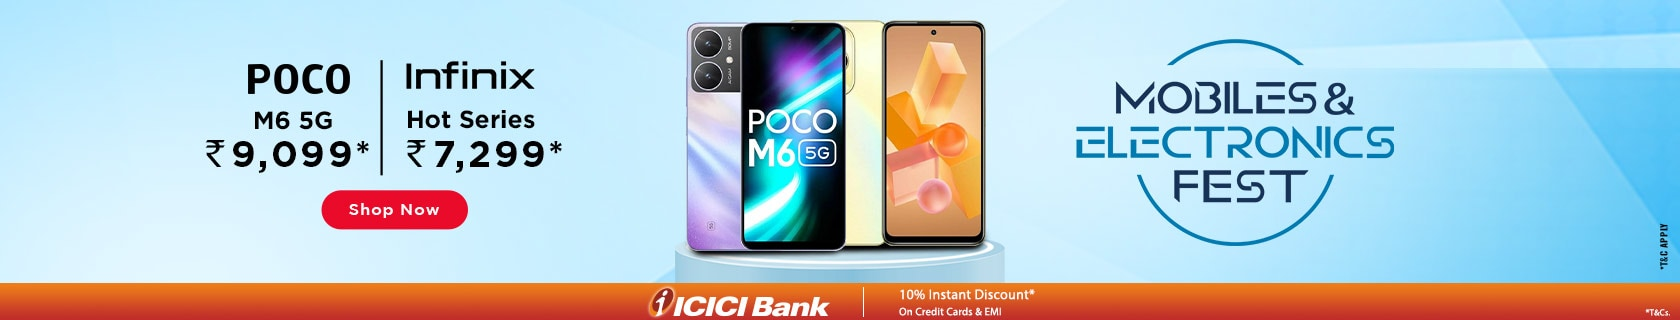 POCO
M6 5G
₹9,099*
Infinix
Hot Series
₹7,299*
Shop Now
POCO
M6 5G
MOBILES &
ELECTRONICS
FEST
*T&C APPLY
ICICI Bank
10% Instant Discount*
On Credit Cards & EMI
*T&Cs.